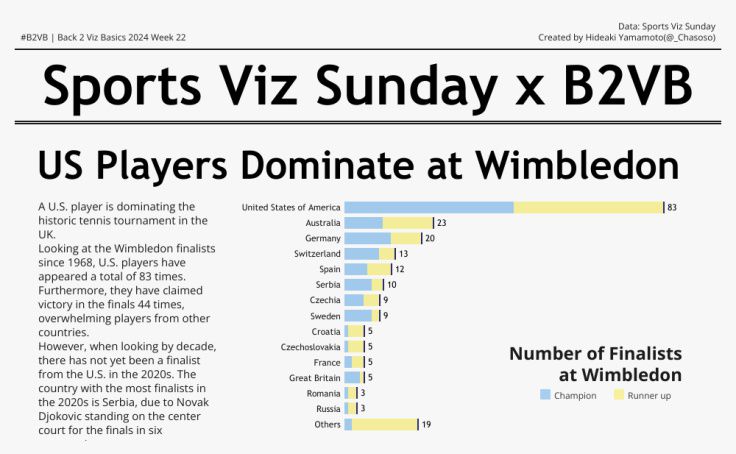 Data: Sports Viz Sunday
#B2VB | Back 2 Viz Basics 2024 Week 22
Created by Hideaki Yamamoto(@_Chasoso)
Sports Viz Sunday x B2VB
US Players Dominate at Wimbledon
A U.S. player is dominating the
historic tennis tournament in the
UK.
Looking at the Wimbledon finalists
since 1968, U.S. players have
appeared a total of 83 times.
Furthermore, they have claimed
victory in the finals 44 times,
overwhelming players from other
countries.
However, when looking by decade,
there has not yet been a finalist
from the U.S. in the 2020s. The
country with the most finalists in
the 2020s is Serbia, due to Novak
Djokovic standing on the center
court for the finals in six
United States of America 83
Australia 23
Germany 20
Switzerland 13
Spain 12
Serbia 10
Czechia 9
Sweden 9
Croatia 5
Czechoslovakia 5
France 5
Great Britain 5
Romania 3
Russia 3
Others 19
Number of Finalists
at Wimbledon
Champion Runner up